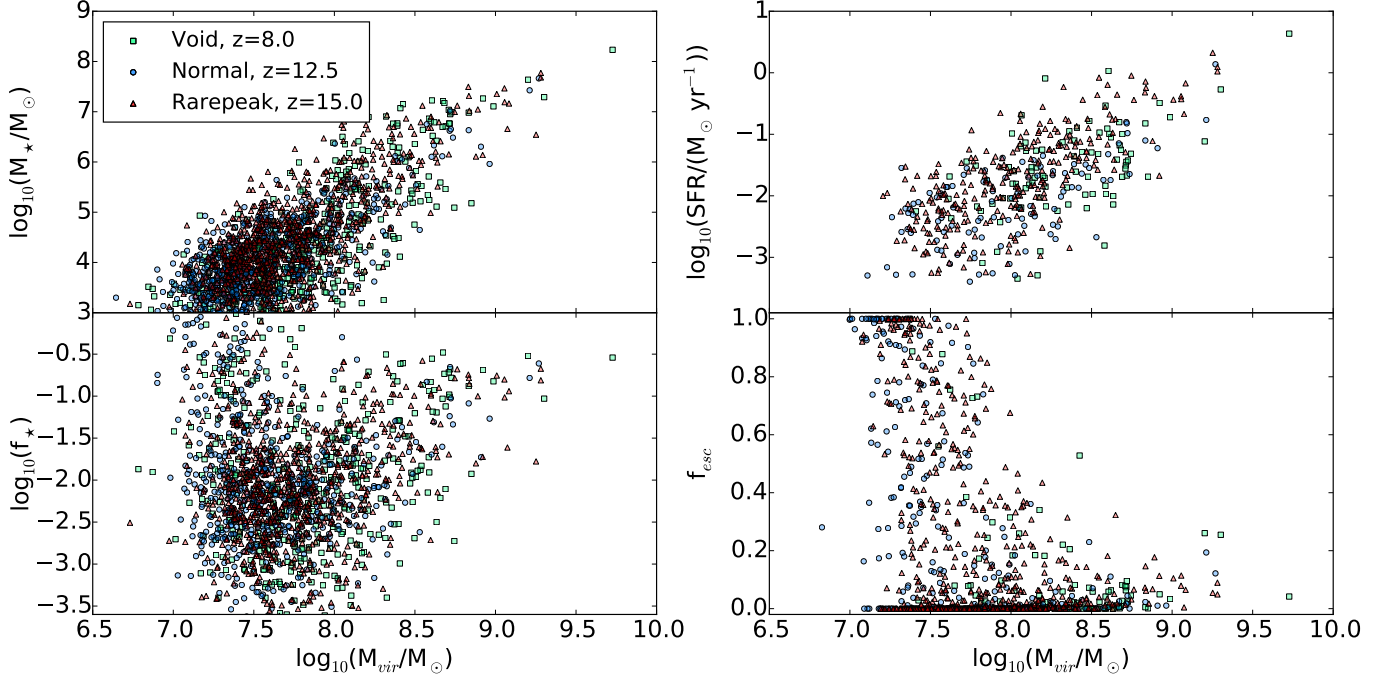 9
8
7
6
5
4
3
log₁₀(M⋆/M⊙)
Void, z=8.0
Normal, z=12.5
Rarepeak, z=15.0
1
0
−1
−2
−3
log₁₀(SFR/(M⊙ yr⁻¹))
−0.5
−1.0
−1.5
−2.0
−2.5
−3.0
−3.5
log₁₀(f⋆)
6.5 7.0 7.5 8.0 8.5 9.0 9.5
log₁₀(Mᵥᵢᵣ/M⊙)
1.0
0.8
0.6
0.4
0.2
0.0
f_esc
6.5 7.0 7.5 8.0 8.5 9.0 9.5 10.0
log₁₀(Mᵥᵢᵣ/M⊙)